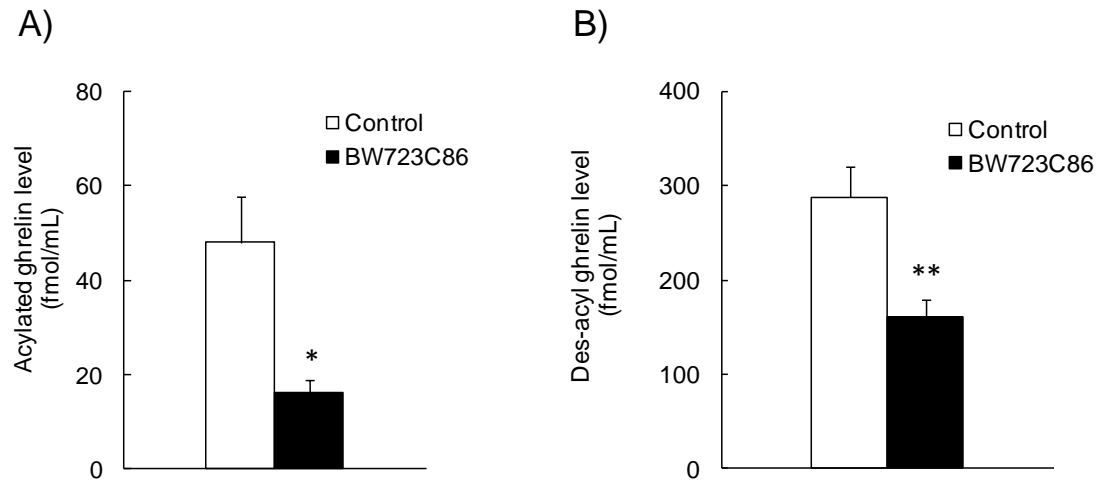 A)
Acylated ghrelin level
(fmol/mL)
80
60
40
20
0
Control
BW723C86
*
B)
Des-acyl ghrelin level
(fmol/mL)
400
300
200
100
0
Control
BW723C86
**